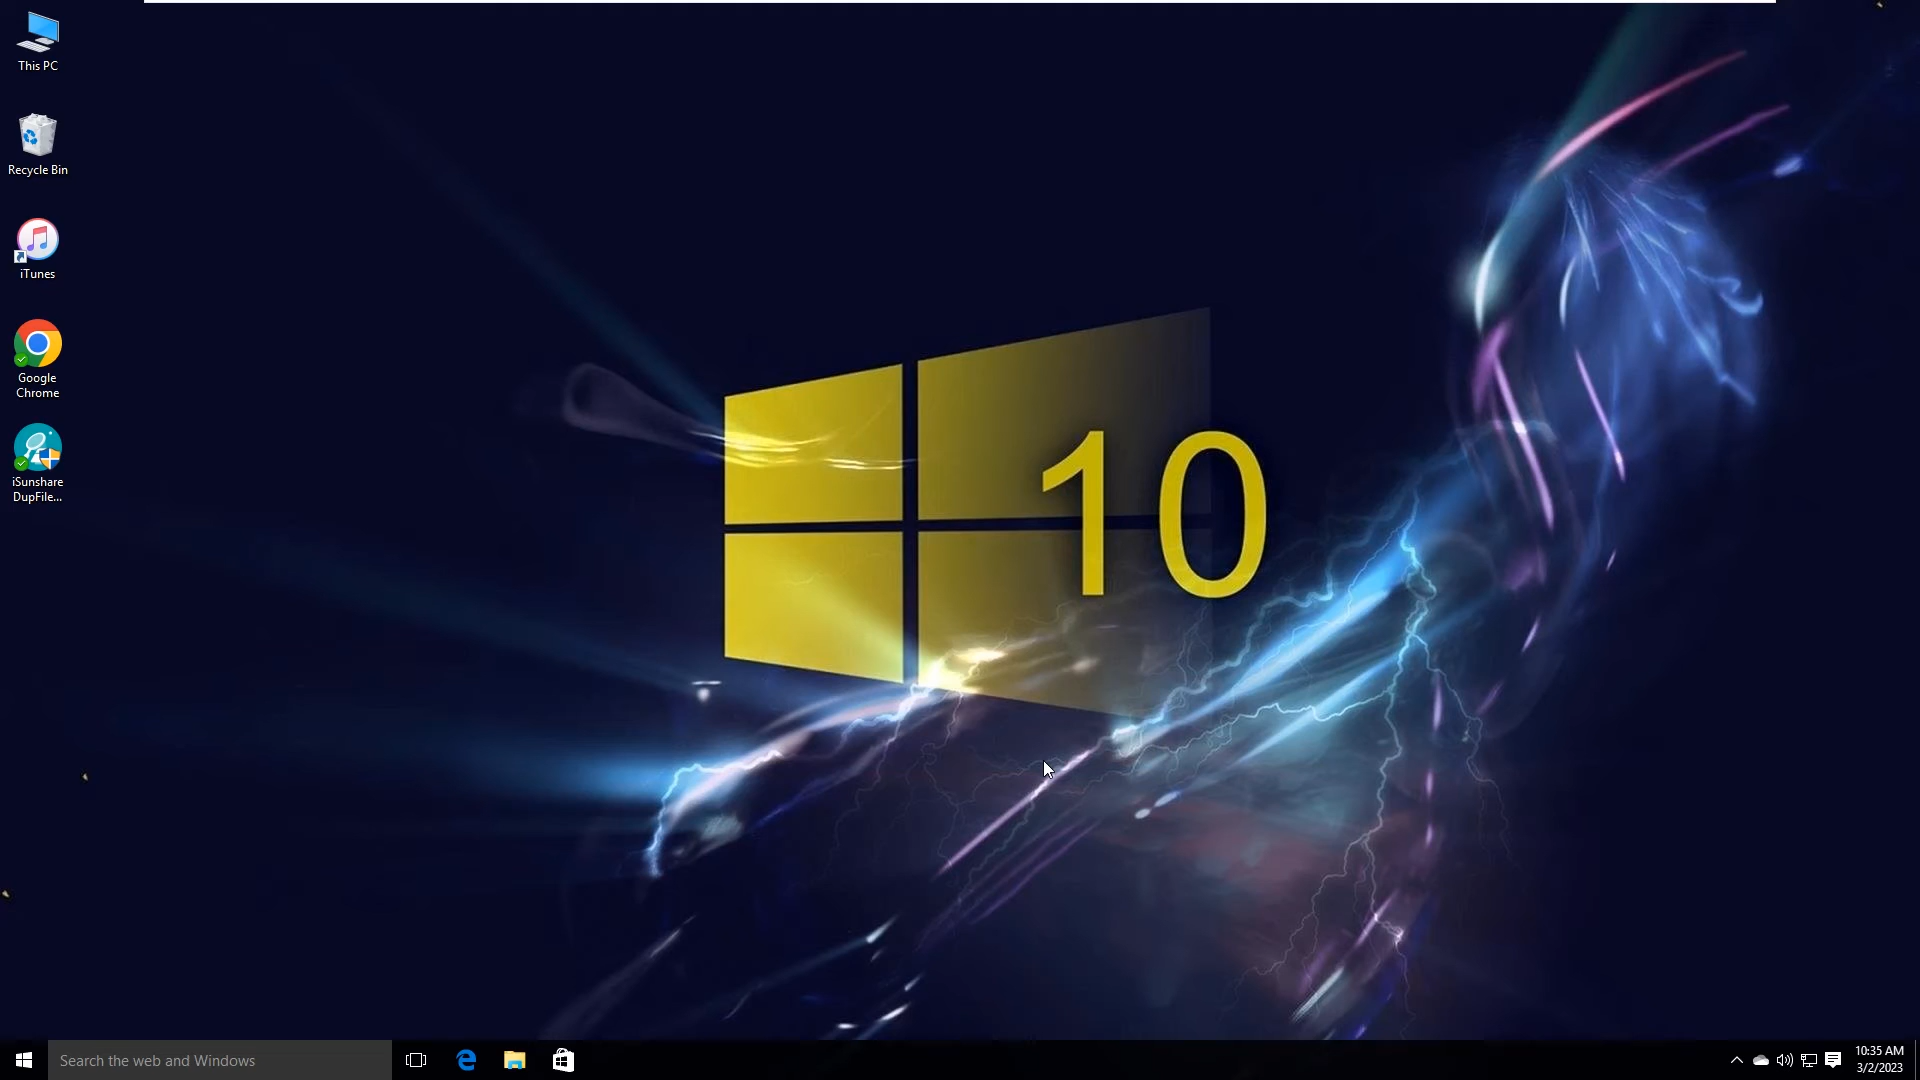 This PC
Recycle Bin
iTunes
Google
Chrome
iSunshare
DupFile...
10
Search the web and Windows
10:35 AM
3/2/2023